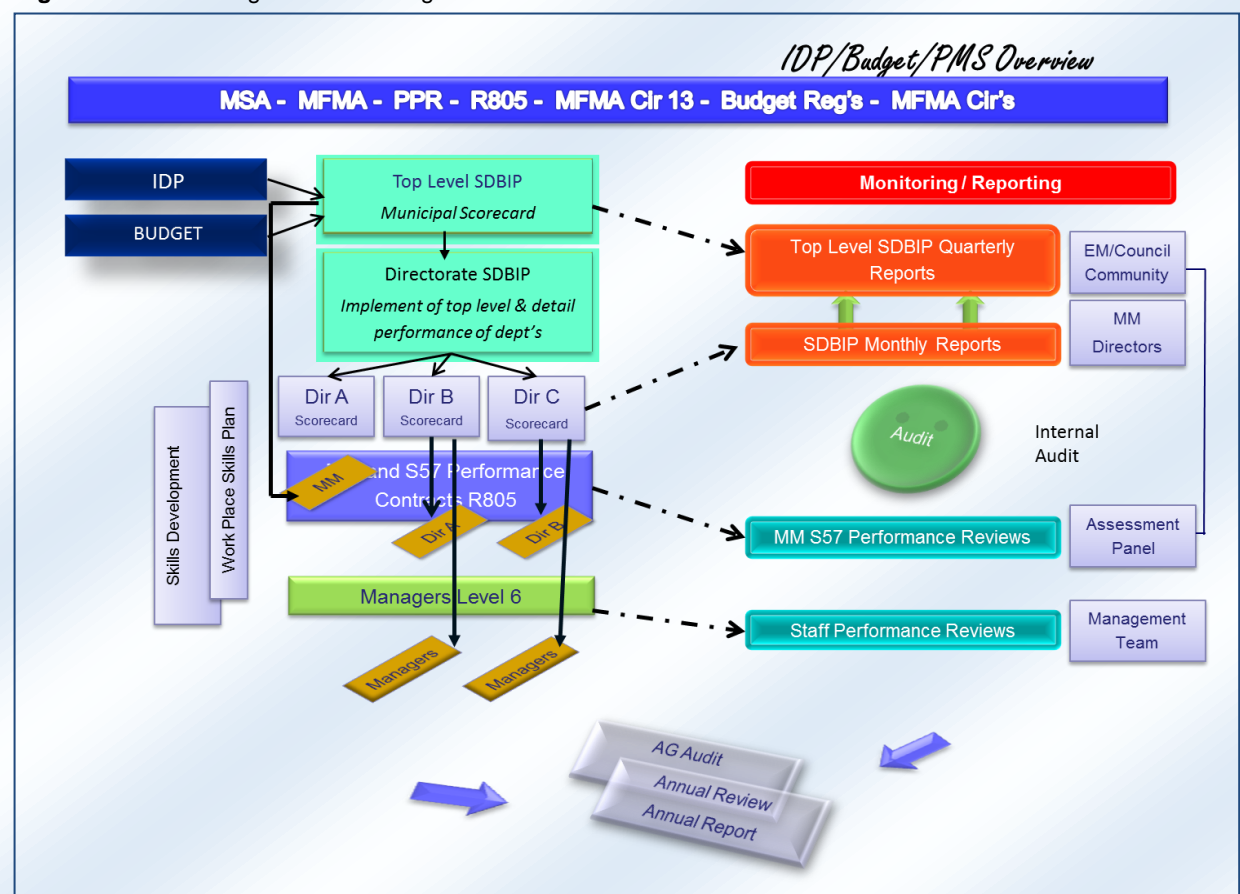 IDP/Budget/PMS Overview
MSA - MFMA - PPR - R805 - MFMA Cir 13 - Budget Reg's - MFMA Cir's
IDP
BUDGET
Top Level SDBIP
Municipal Scorecard
Directorate SDBIP
Implement of top level & detail
performance of dept's
Dir A
Scorecard
Dir B
Scorecard
Dir C
Scorecard
and S57 Performance
Contracts R805
MM
Dir A
Dir B
Skills Development
Work Place Skills Plan
Managers Level 6
Managers
Managers
Monitoring / Reporting
Top Level SDBIP Quarterly
Reports
EM/Council
Community
SDBIP Monthly Reports
MM
Directors
Audit
Internal
Audit
MM S57 Performance Reviews
Assessment
Panel
Staff Performance Reviews
Management
Team
AG Audit
Annual Review
Annual Report